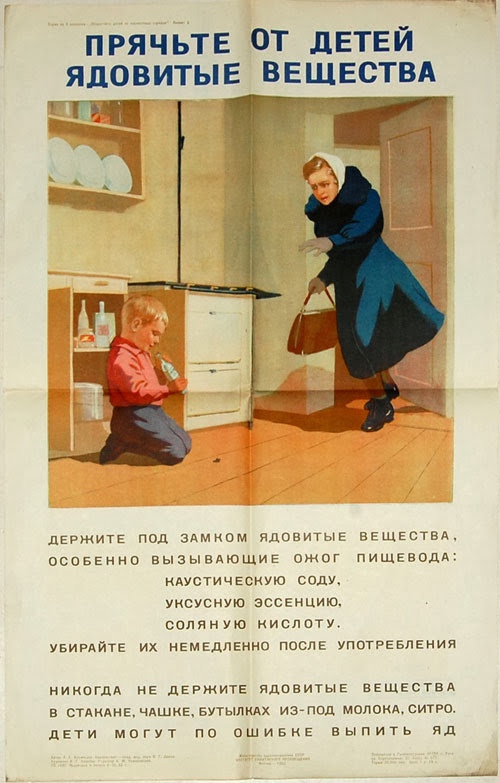 ПРЯЧЬТЕ ОТ ДЕТЕЙ
ЯДОВИТЫЕ ВЕЩЕСТВА
ДЕРЖИТЕ ПОД ЗАМКОМ ЯДОВИТЫЕ ВЕЩЕСТВА,
ОСОБЕННО ВЫЗЫВАЮЩИЕ ОЖОГ ПИЩЕВОДА:
КАУСТИЧЕСКУЮ СОДУ,
УКСУСНУЮ ЭССЕНЦИЮ,
СОЛЯНУЮ КИСЛОТУ.
УБИРАЙТЕ ИХ НЕМЕДЛЕННО ПОСЛЕ УПОТРЕБЛЕНИЯ
НИКОГДА НЕ ДЕРЖИТЕ ЯДОВИТЫЕ ВЕЩЕСТВА
В СТАКАНЕ, ЧАШКЕ, БУТЫЛКАХ ИЗ-ПОД МОЛОКА, СИТРО.
ДЕТИ МОГУТ ПО ОШИБКЕ ВЫПИТЬ ЯД